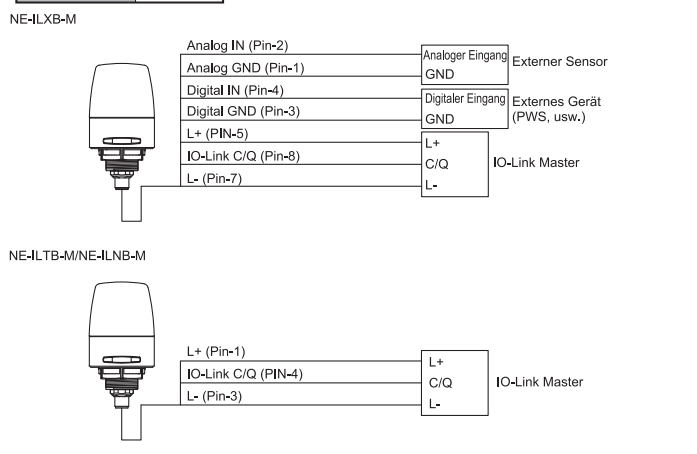 NE-ILXB-M
Analog IN (Pin-2)
Analog GND (Pin-1)
Digital IN (Pin-4)
Digital GND (Pin-3)
L+ (PIN-5)
IO-Link C/Q (Pin-8)
L- (Pin-7)
Analoger Eingang
GND
Externer Sensor
Digitaler Eingang
GND
Externes Gerät
(PWS, usw.)
L+
C/Q
L-
IO-Link Master
NE-ILTB-M/NE-ILNB-M
L+ (Pin-1)
IO-Link C/Q (PIN-4)
L- (Pin-3)
L+
C/Q
L-
IO-Link Master